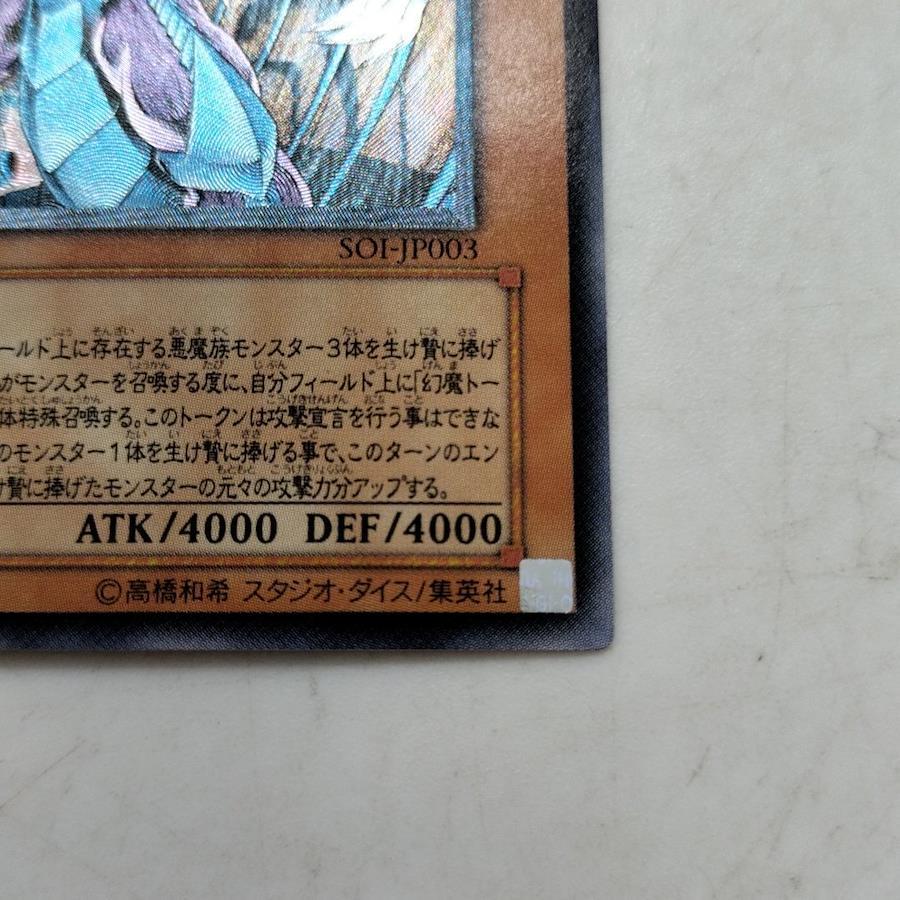 SOI-JP003
ールド上に存在する悪魔族モンスター3体を生け贄に捧げ
がモンスターを召喚する度に、自分フィールド上に「幻魔トー
体特殊召喚する。このトークンは攻撃宣言を行う事はできな
のモンスター1体を生け贄に捧げる事で、このターンのエン
け贄に捧げたモンスターの元々の攻撃力分アップする。
ATK/4000 DEF/4000
©高橋和希 スタジオ・ダイス/集英社